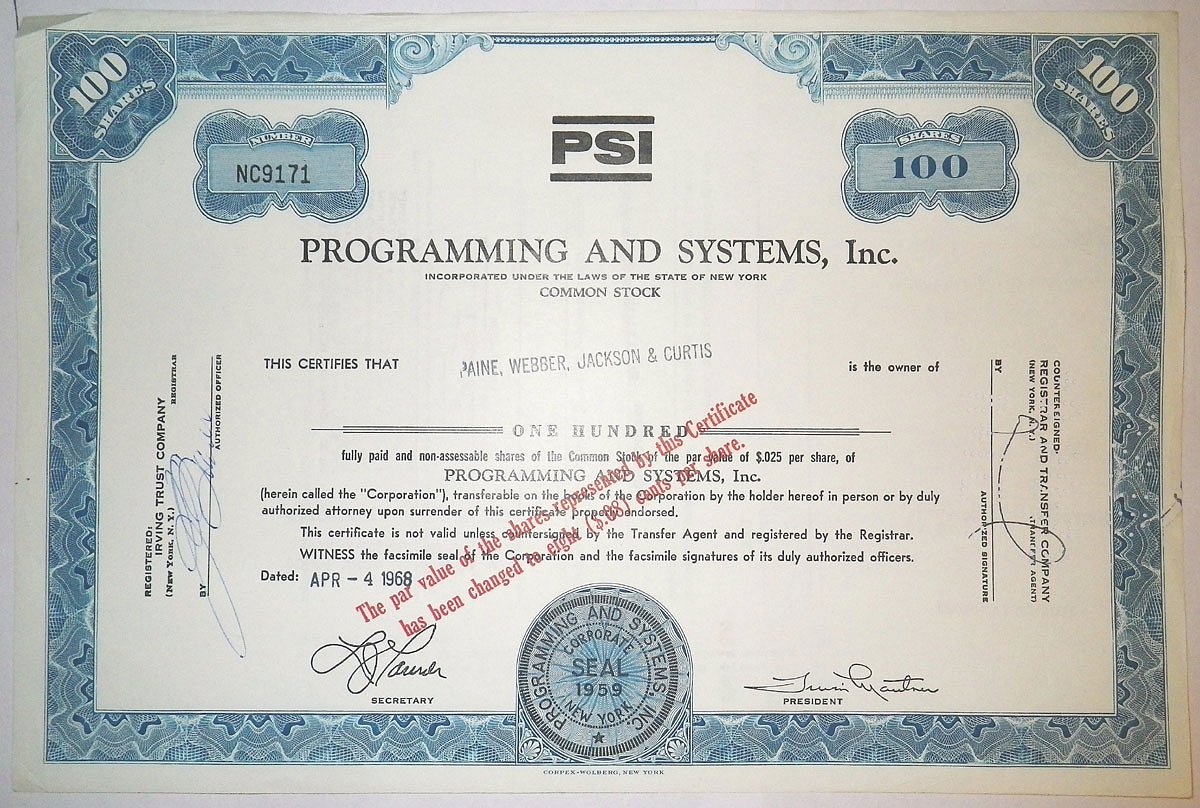 100
SHARES
100
SHARES
NUMBER
NC9171
PSI
SHARES
100
PROGRAMMING AND SYSTEMS, Inc.
INCORPORATED UNDER THE LAWS OF THE STATE OF NEW YORK
COMMON STOCK
THIS CERTIFIES THAT PAINE, WEBBER, JACKSON & CURTIS is the owner of
ONE HUNDRED
fully paid and non-assessable shares of the Common Stock of the par value of $.025 per share, of
PROGRAMMING AND SYSTEMS, Inc.
(herein called the "Corporation"), transferable on the books of the Corporation by the holder hereof in person or by duly
authorized attorney upon surrender of this certificate properly endorsed.
This certificate is not valid unless countersigned by the Transfer Agent and registered by the Registrar.
WITNESS the facsimile seal of the Corporation and the facsimile signatures of its duly authorized officers.
Dated: APR - 4 1968
The par value of the shares represented by this Certificate
has been changed to eight ($.08) cents per share.
REGISTERED:
IRVING TRUST COMPANY
(New York, N. Y.)
REGISTRAR
BY
AUTHORIZED OFFICER
COUNTERSIGNED:
REGISTRAR AND TRANSFER COMPANY
(NEW YORK, N.Y.)
TRANSFER AGENT
BY
AUTHORIZED SIGNATURE
SECRETARY
PROGRAMMING AND SYSTEMS, INC.
CORPORATE
SEAL
1959
NEW YORK
Irwin Mautner
PRESIDENT
CORPEX-WOLBERG, NEW YORK